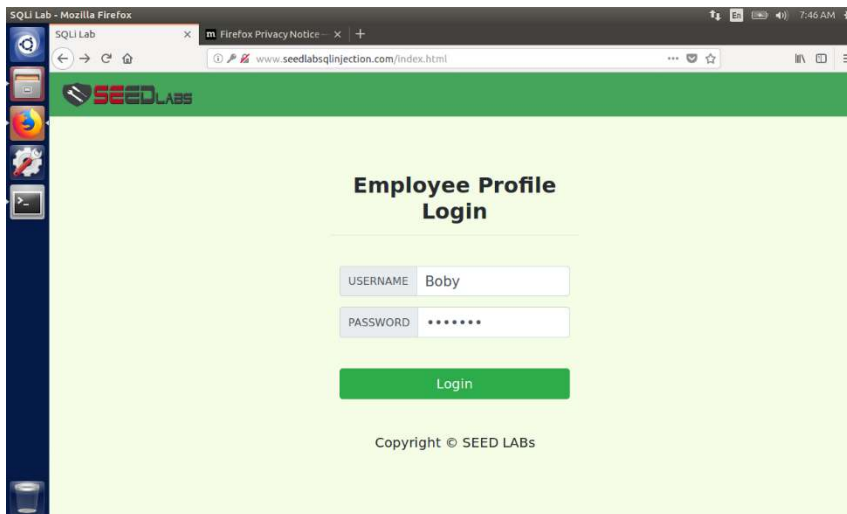 SQLi Lab - Mozilla Firefox
En
7:46 AM
SQLi Lab
Firefox Privacy Notice —
www.seedlabsqlinjection.com/index.html
SEEDLABS
Employee Profile
Login
USERNAME
Boby
PASSWORD
Login
Copyright © SEED LABs